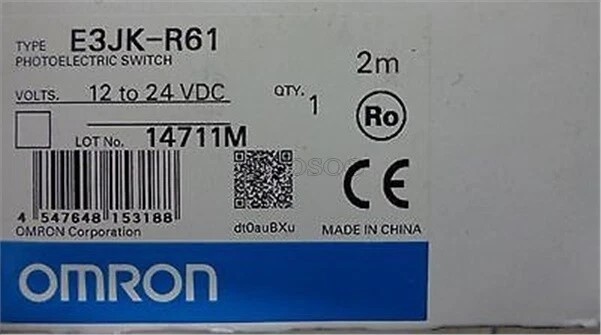 TYPE E3JK-R61
PHOTOELECTRIC SWITCH
2m
VOLTS. 12 to 24 VDC
QTY. 1
Ro
LOT No. 14711M
CE
4 547648 153188
dt0auBXu
MADE IN CHINA
OMRON Corporation
OMRON